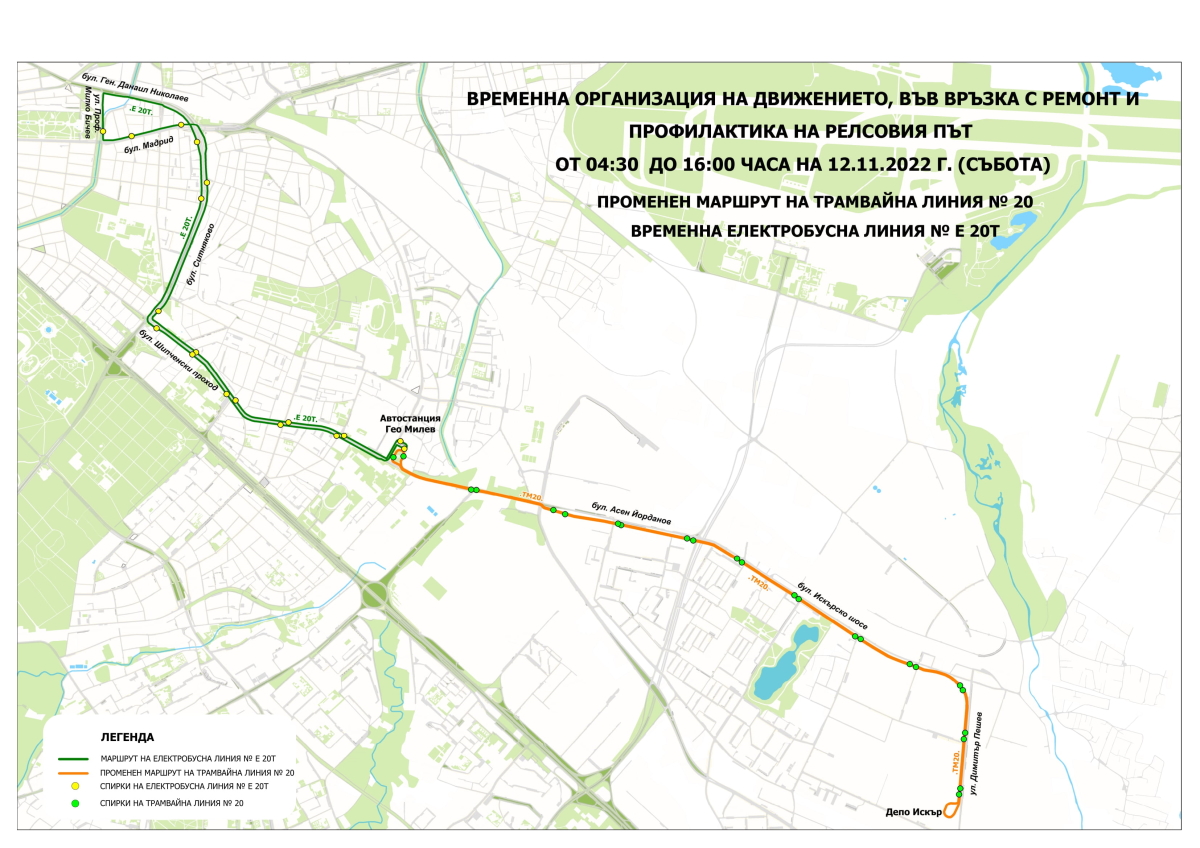 ВРЕМЕННА ОРГАНИЗАЦИЯ НА ДВИЖЕНИЕТО, ВЪВ ВРЪЗКА С РЕМОНТ И
ПРОФИЛАКТИКА НА РЕЛСОВИЯ ПЪТ
ОТ 04:30 ДО 16:00 ЧАСА НА 12.11.2022 Г. (СЪБОТА)
ПРОМЕНЕН МАРШРУТ НА ТРАМВАЙНА ЛИНИЯ № 20
ВРЕМЕННА ЕЛЕКТРОБУСНА ЛИНИЯ № Е 20Т
бул. Ген. Данаил Николаев
ул. Проф.
Милко Бичев
.Е 20Т.
бул. Мадрид
.Е 20Т.
бул. Ситняково
бул. Шипченски проход
.Е 20Т.
Автостанция
Гео Милев
.ТМ20.
бул. Асен Йорданов
.ТМ20.
бул. Искърско шосе
ул. Димитър Пешев
.ТМ20.
Депо Искър
ЛЕГЕНДА
МАРШРУТ НА ЕЛЕКТРОБУСНА ЛИНИЯ № Е 20Т
ПРОМЕНЕН МАРШРУТ НА ТРАМВАЙНА ЛИНИЯ № 20
СПИРКИ НА ЕЛЕКТРОБУСНА ЛИНИЯ № Е 20Т
СПИРКИ НА ТРАМВАЙНА ЛИНИЯ № 20